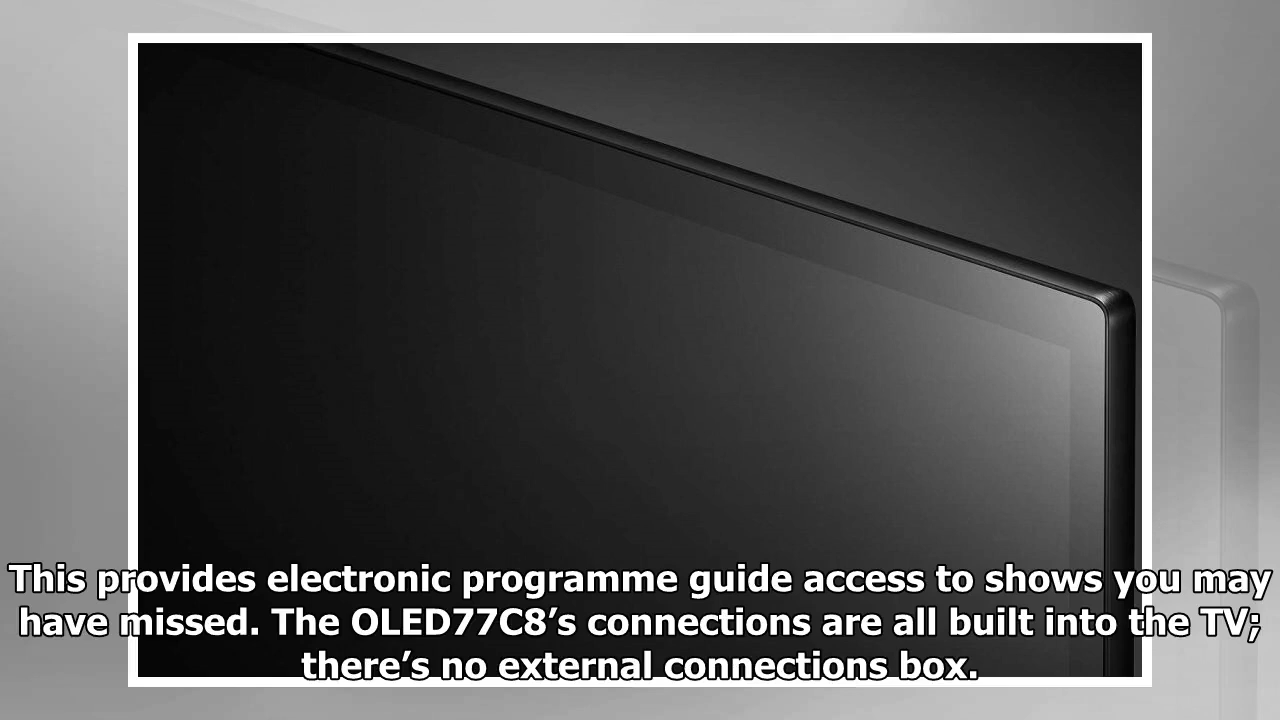 This provides electronic programme guide access to shows you may
have missed. The OLED77C8’s connections are all built into the TV;
there’s no external connections box.